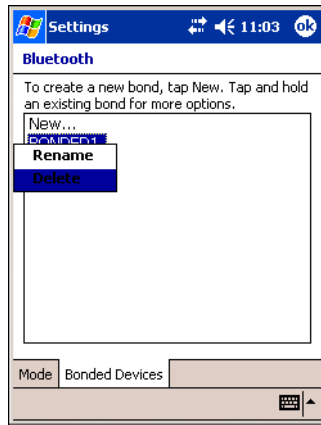 Settings 11:03 ok
Bluetooth
To create a new bond, tap New. Tap and hold
an existing bond for more options.
New...
BONDED1
Rename
Delete
Mode Bonded Devices